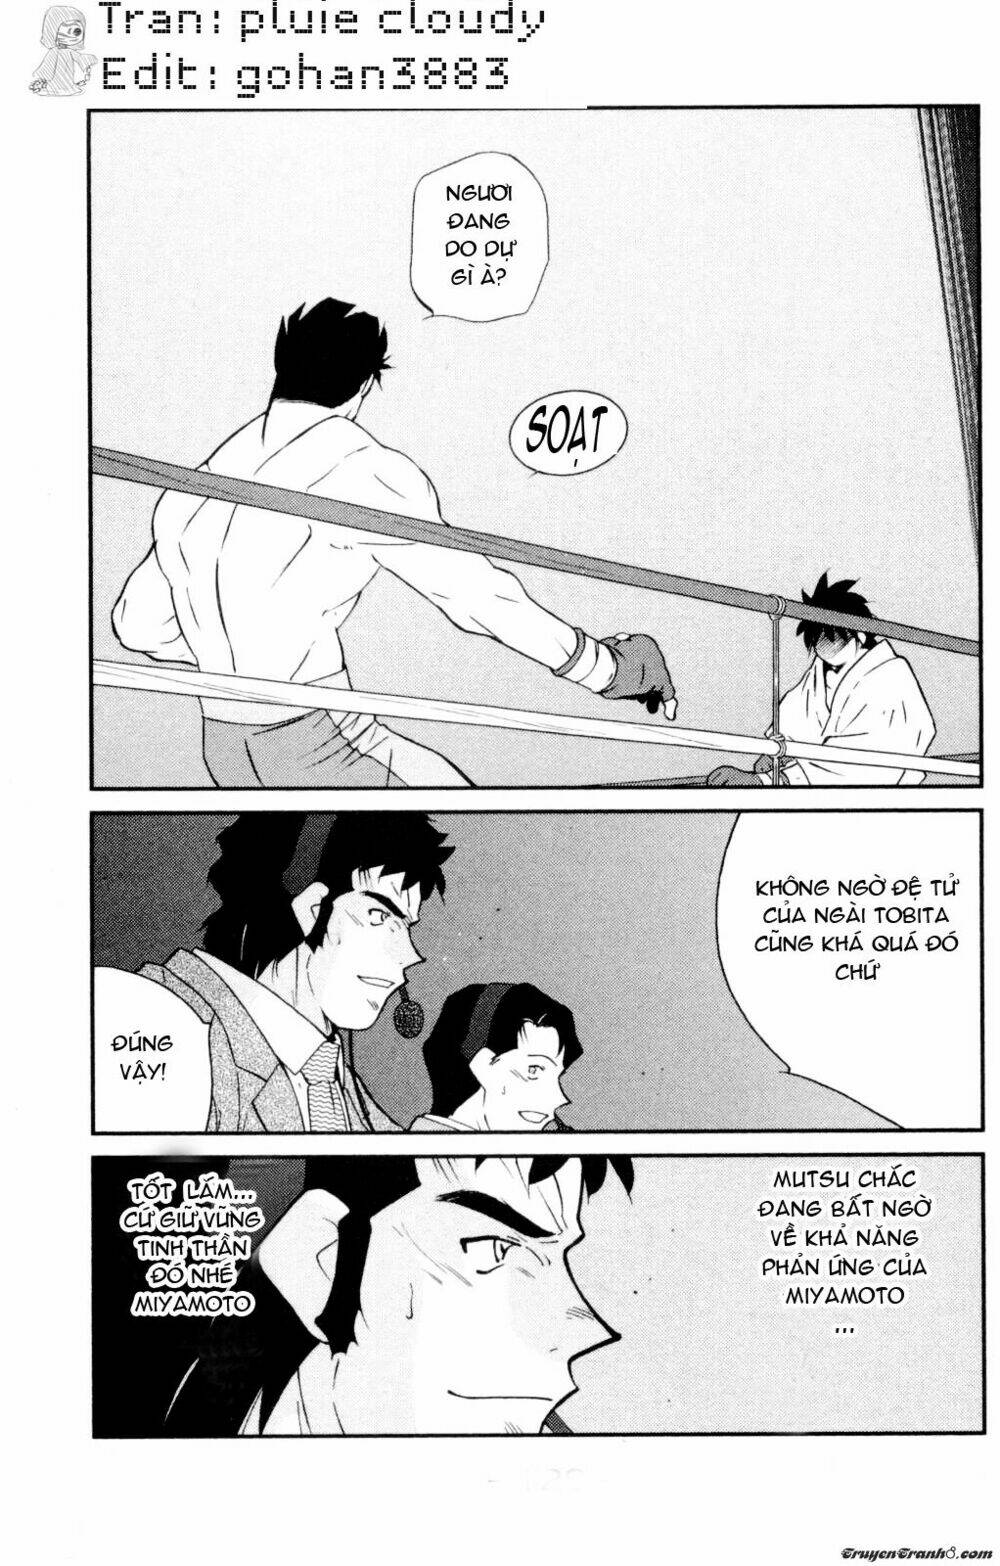 Tran: pluie cloudy
Edit: gohan3883
NGƯƠI
ĐANG
DO DỰ
GÌ À?
SOẠT
KHÔNG NGỜ ĐỆ TỬ
CỦA NGÀI TOBITA
CŨNG KHÁ QUÁ ĐÓ
CHỨ
ĐÚNG
VẬY!
MUTSU CHẮC
ĐANG BẤT NGỜ
VỀ KHẢ NĂNG
PHẢN ỨNG CỦA
MIYAMOTO
...
TỐT LẮM...
CỨ GIỮ VỮNG
TINH THẦN
ĐÓ NHÉ
MIYAMOTO
TruyenTranh8.com